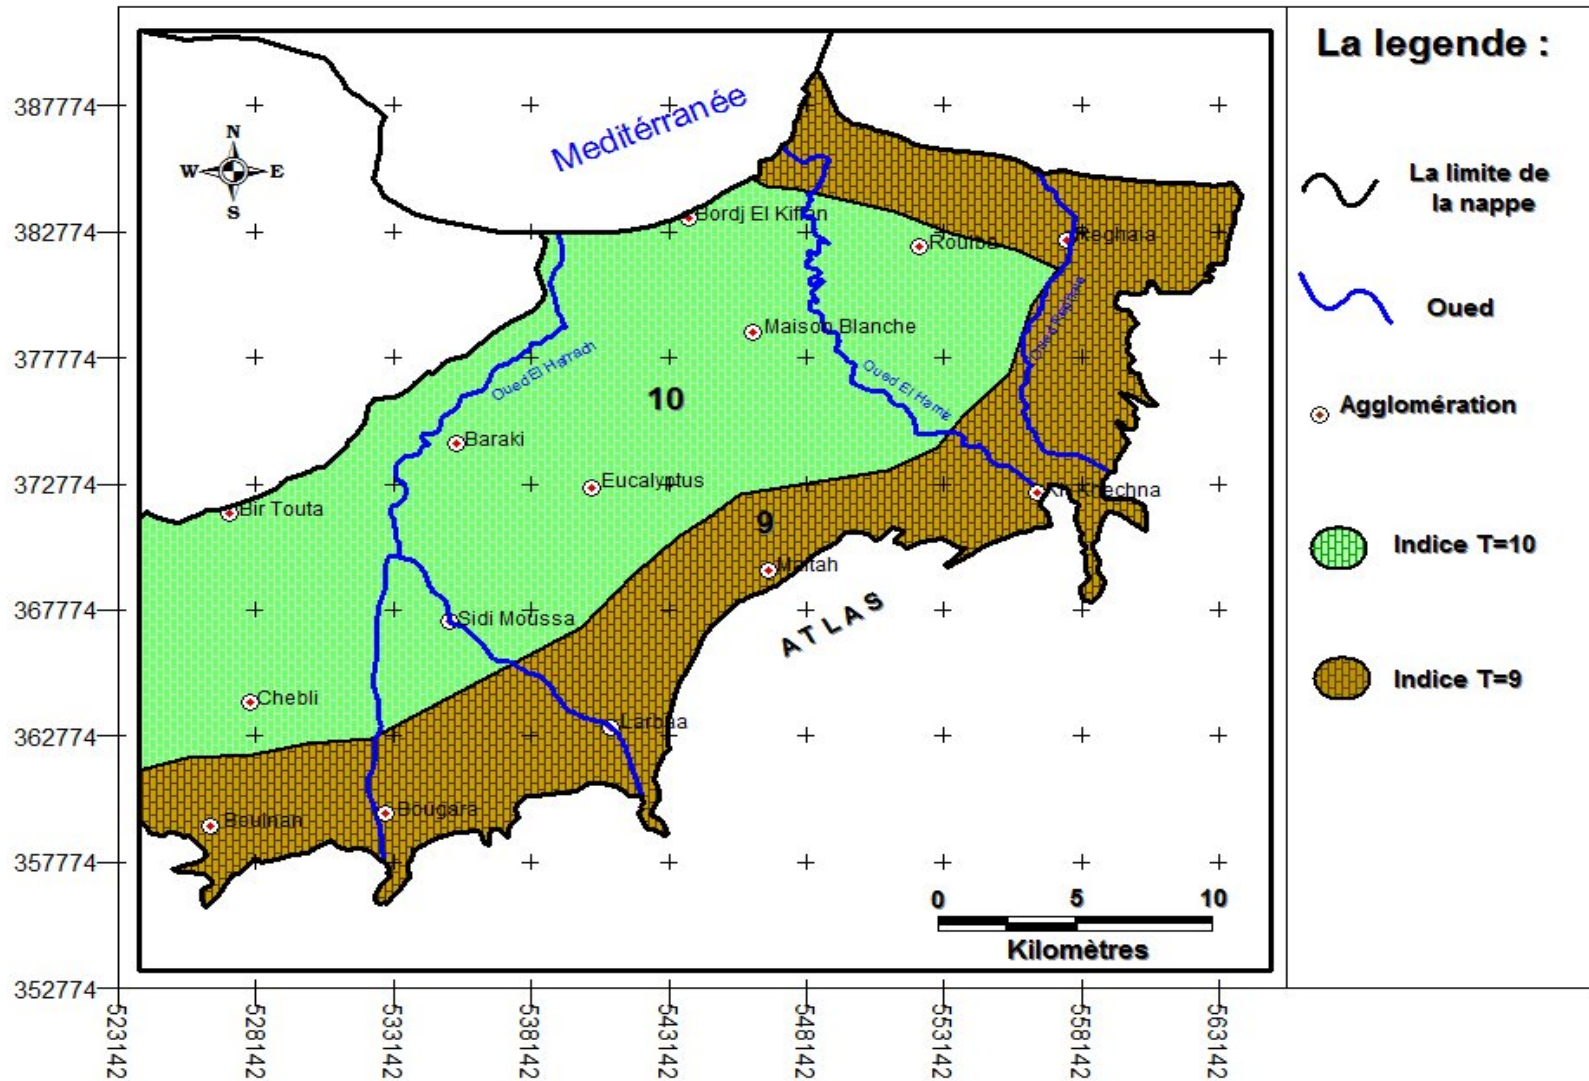 La legende :
387774
Meditérranée
N
W E
S
La limite de
la nappe
382774
Bordj El Kiffan
Rouiba
Reghaia
Oued
Oued Reghaia
377774
Maison Blanche
Oued El Harrach
Oued El Hamiz
10
Agglomération
Baraki
372774
Eucalyptus
Bir Touta
9
Indice T=10
Maftah
367774
Sidi Moussa
ATLAS
Chebli
Indice T=9
362774
Larbaa
Bougara
Bouinan
357774
0 5 10
Kilomètres
352774
523142
528142
533142
538142
543142
548142
553142
558142
563142